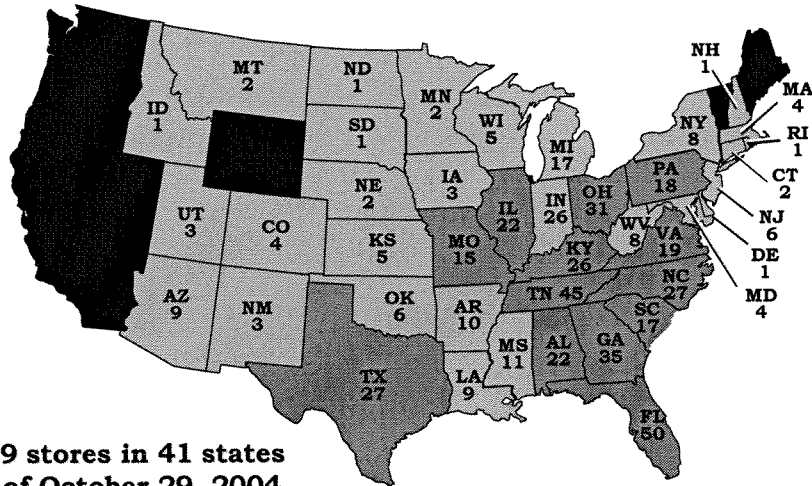 MT
2
ND
1
MN
2
ID
1
SD
1
WI
5
MI
17
NH
1
MA
4
NY
8
RI
1
CT
2
PA
18
NJ
6
DE
1
MD
4
NE
2
IA
3
IL
22
IN
26
OH
31
WV
8
VA
19
UT
3
CO
4
KS
5
MO
15
KY
26
NC
27
TN 45
SC
17
AZ
9
NM
3
OK
6
AR
10
MS
11
AL
22
GA
35
TX
27
LA
9
FL
50
9 stores in 41 states
of October 29, 2004